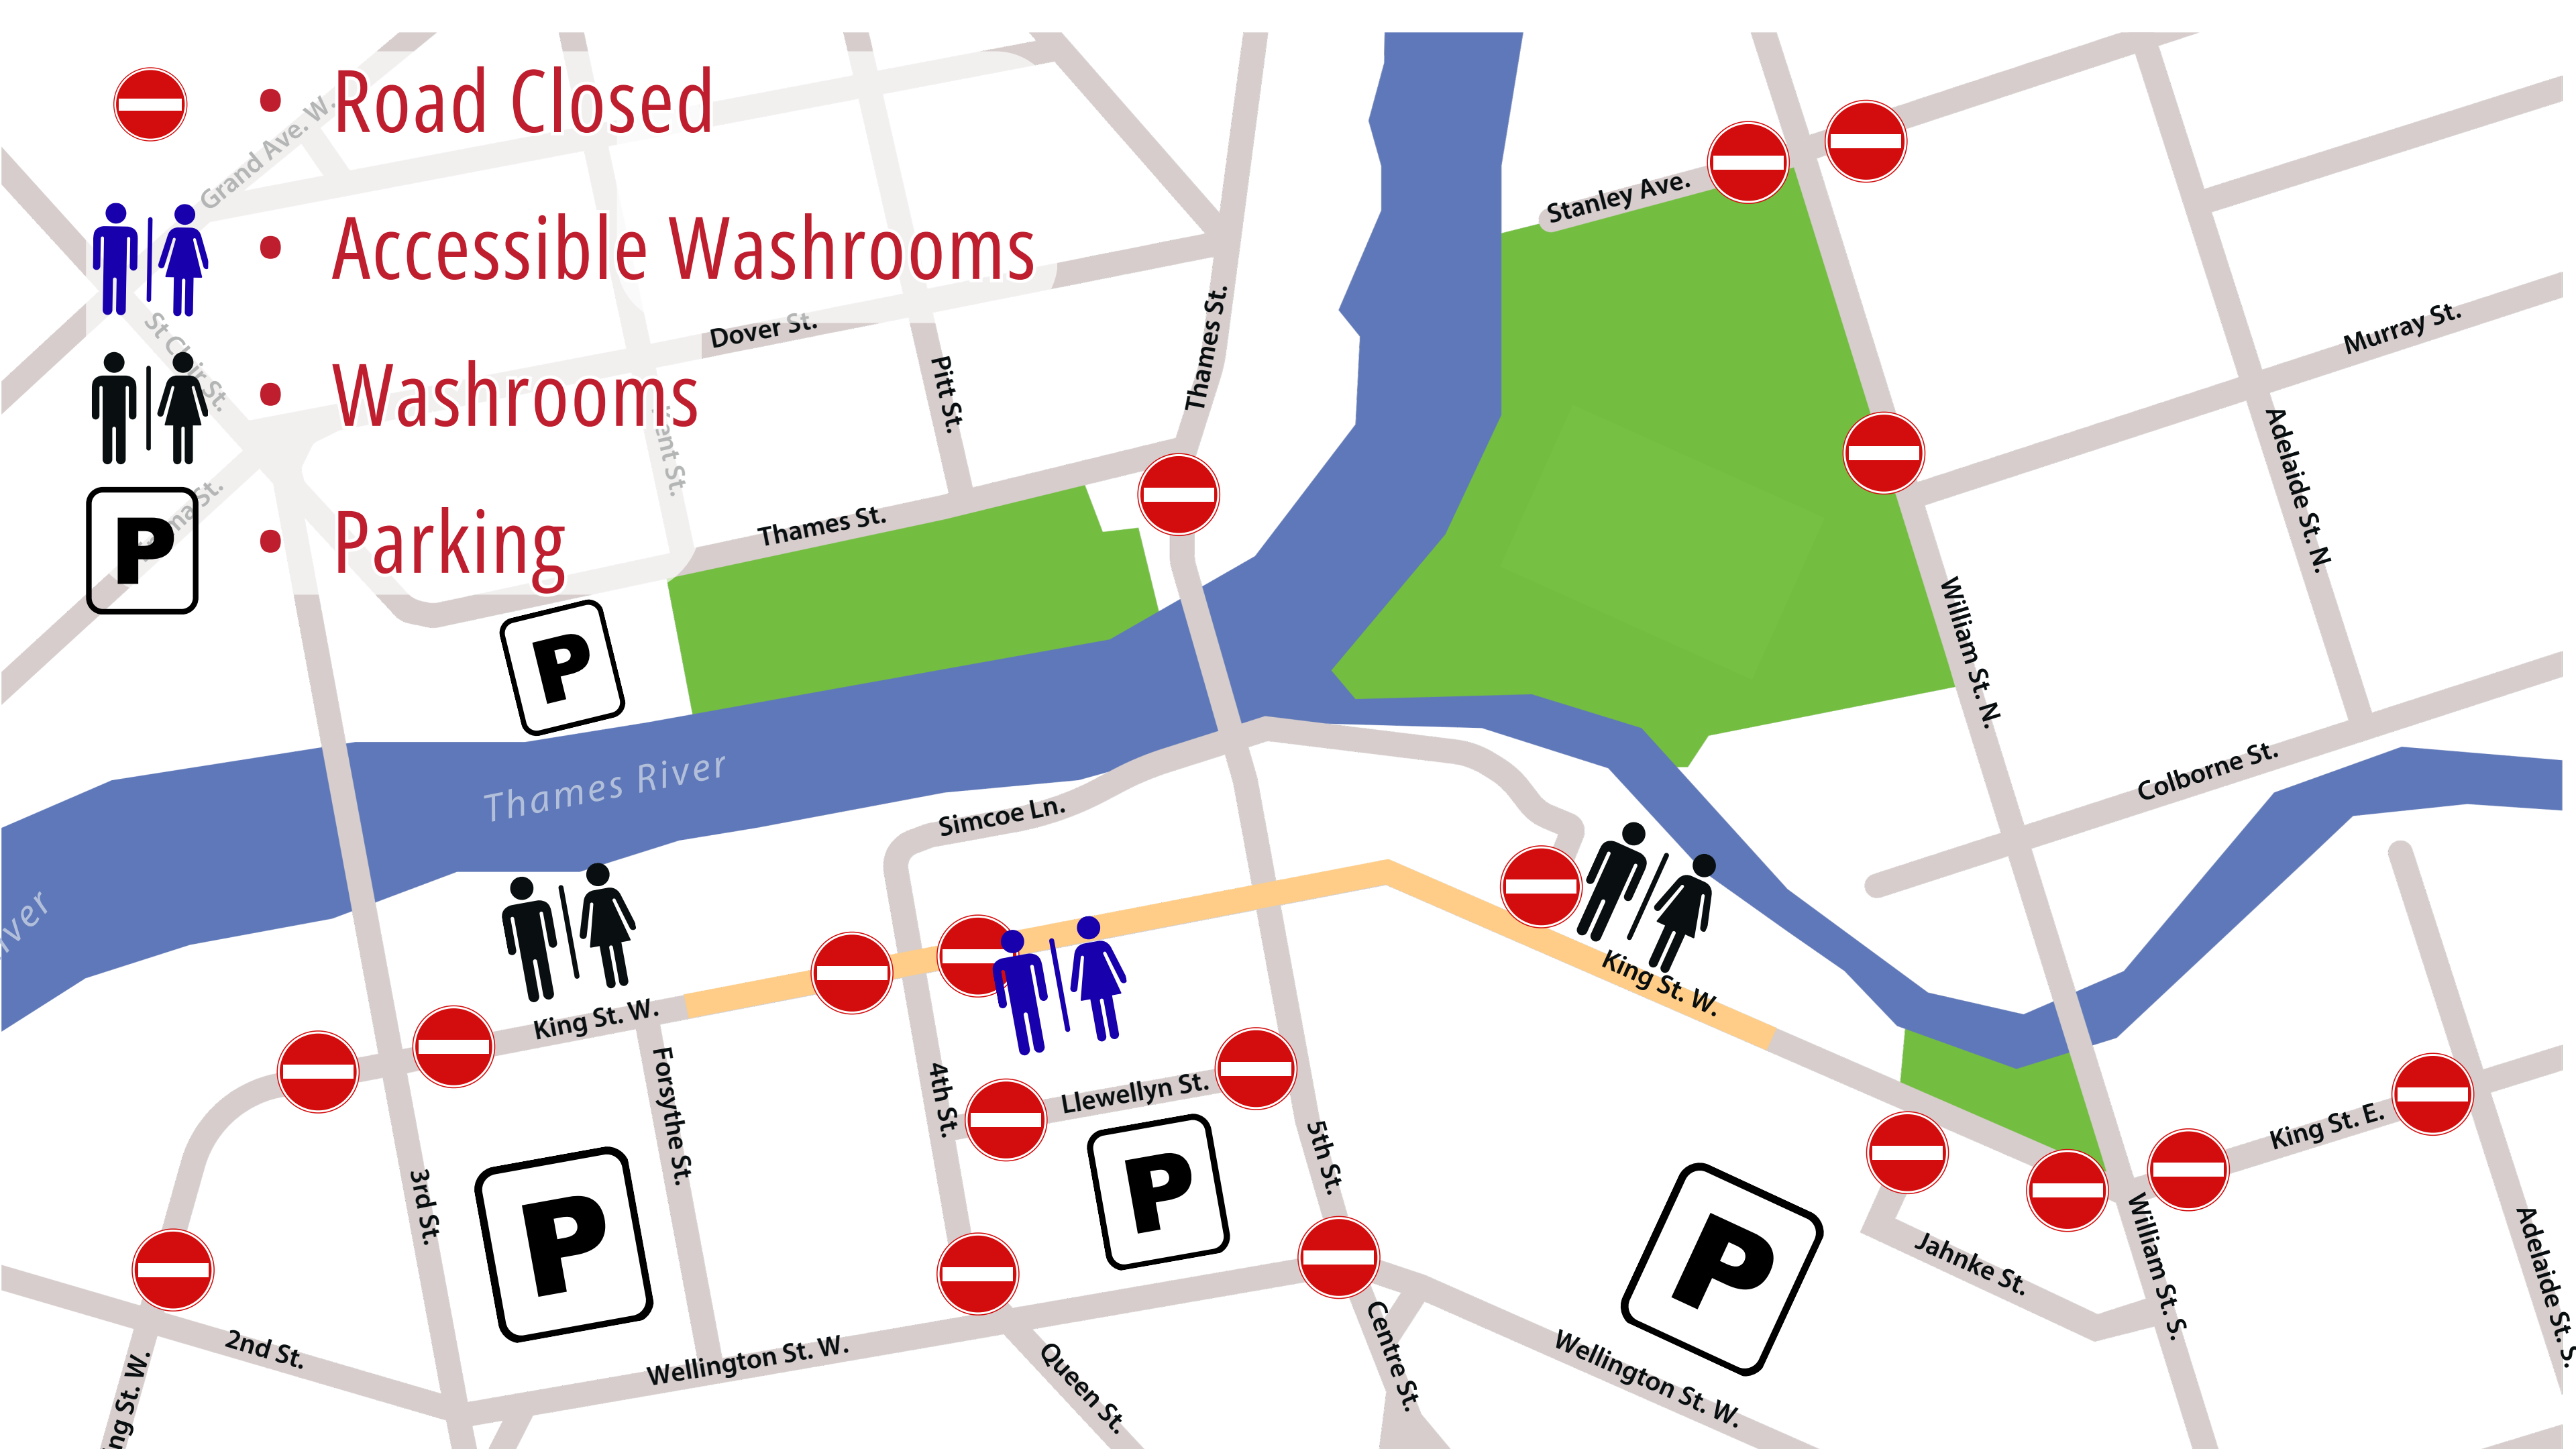 • Road Closed
• Accessible Washrooms
• Washrooms
P • Parking
Grand Ave. W.
St Clair St.
Dover St.
Pitt St.
Thames St.
Thames St.
Stanley Ave.
Murray St.
Adelaide St. N.
William St. N.
Colborne St.
P
Thames River
Simcoe Ln.
King St. W.
King St. W.
Forsythe St.
4th St.
Llewellyn St.
5th St.
3rd St.
P
P
P
King St. E.
William St. S.
Jahnke St.
Adelaide St. S.
2nd St.
Wellington St. W.
Queen St.
Centre St.
Wellington St. W.